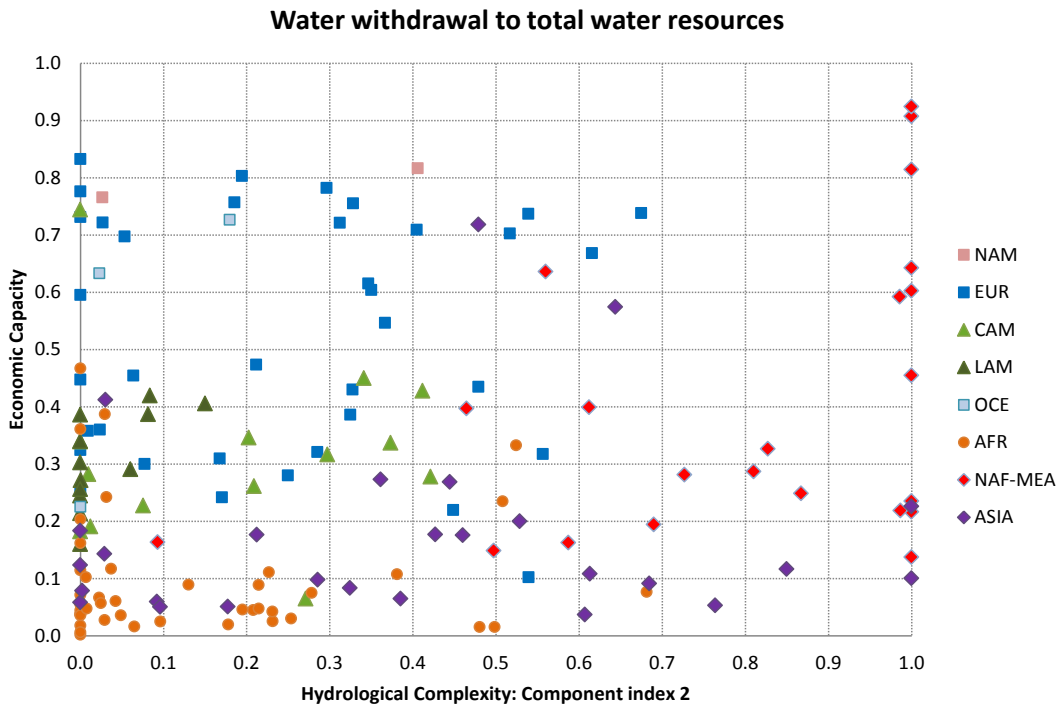 Water withdrawal to total water resources
Economic Capacity
1.0
0.9
0.8
0.7
0.6
0.5
0.4
0.3
0.2
0.1
0.0
0.0 0.1 0.2 0.3 0.4 0.5 0.6 0.7 0.8 0.9 1.0
Hydrological Complexity: Component index 2
NAM
EUR
CAM
LAM
OCE
AFR
NAF-MEA
ASIA